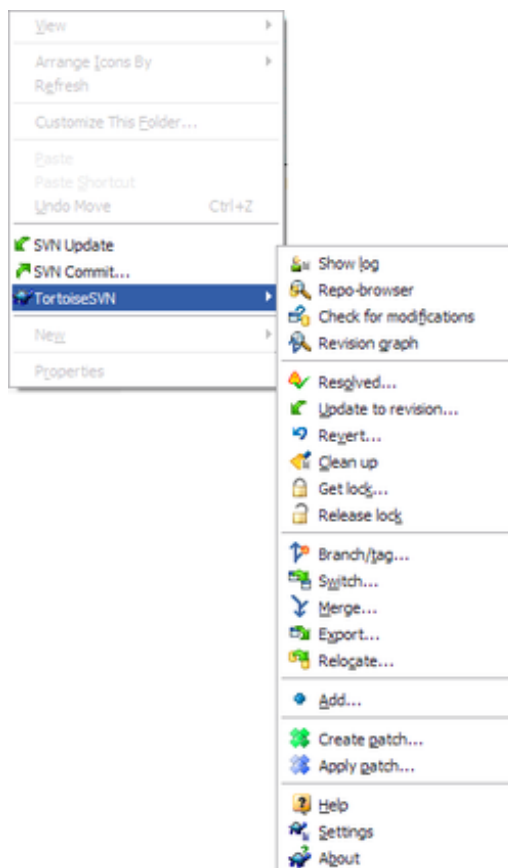 View
Arrange Icons By
Refresh
Customize This Folder...
Paste
Paste Shortcut
Undo Move Ctrl+Z
SVN Update
SVN Commit...
TortoiseSVN
New
Properties
Show log
Repo-browser
Check for modifications
Revision graph
Resolved...
Update to revision...
Revert...
Clean up
Get lock...
Release lock
Branch/tag...
Switch...
Merge...
Export...
Relocate...
Add...
Create patch...
Apply patch...
Help
Settings
About